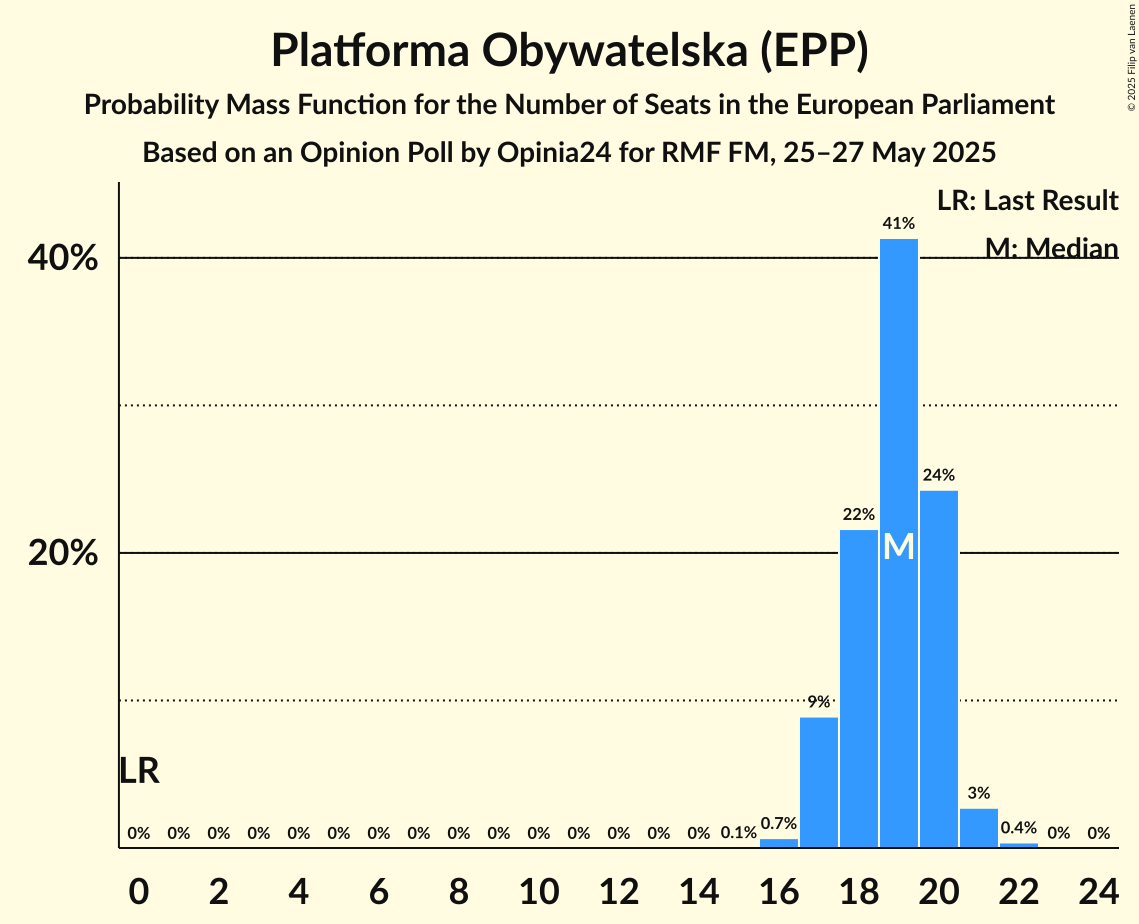 Platforma Obywatelska (EPP)
Probability Mass Function for the Number of Seats in the European Parliament
Based on an Opinion Poll by Opinia24 for RMF FM, 25–27 May 2025
© 2025 Filip van Laenen
LR: Last Result
M: Median
40%
20%
41%
24%
22%
M
9%
LR
3%
0% 0% 0% 0% 0% 0% 0% 0% 0% 0% 0% 0% 0% 0% 0% 0.1% 0.7% 0.4% 0% 0%
0 2 4 6 8 10 12 14 16 18 20 22 24